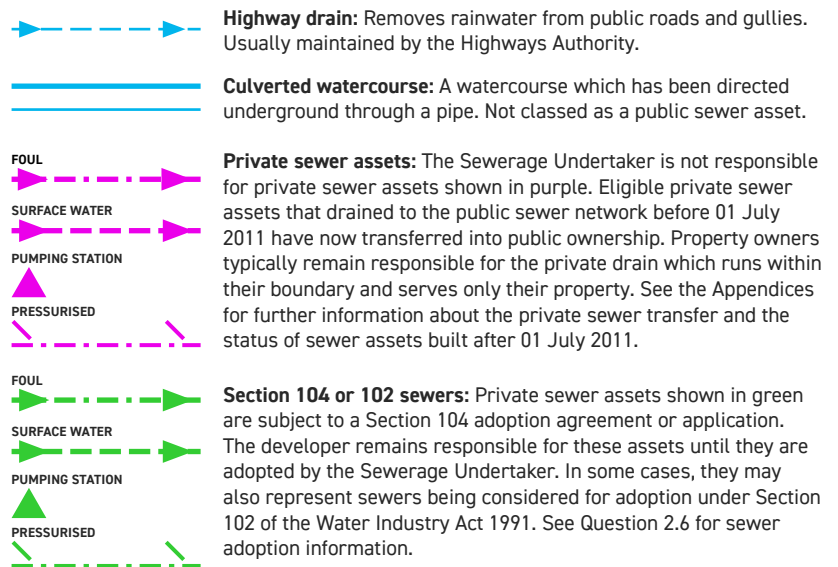 Highway drain: Removes rainwater from public roads and gullies.
Usually maintained by the Highways Authority.
Culverted watercourse: A watercourse which has been directed
underground through a pipe. Not classed as a public sewer asset.
FOUL
SURFACE WATER
PUMPING STATION
PRESSURISED
Private sewer assets: The Sewerage Undertaker is not responsible
for private sewer assets shown in purple. Eligible private sewer
assets that drained to the public sewer network before 01 July
2011 have now transferred into public ownership. Property owners
typically remain responsible for the private drain which runs within
their boundary and serves only their property. See the Appendices
for further information about the private sewer transfer and the
status of sewer assets built after 01 July 2011.
FOUL
SURFACE WATER
PUMPING STATION
PRESSURISED
Section 104 or 102 sewers: Private sewer assets shown in green
are subject to a Section 104 adoption agreement or application.
The developer remains responsible for these assets until they are
adopted by the Sewerage Undertaker. In some cases, they may
also represent sewers being considered for adoption under Section
102 of the Water Industry Act 1991. See Question 2.6 for sewer
adoption information.